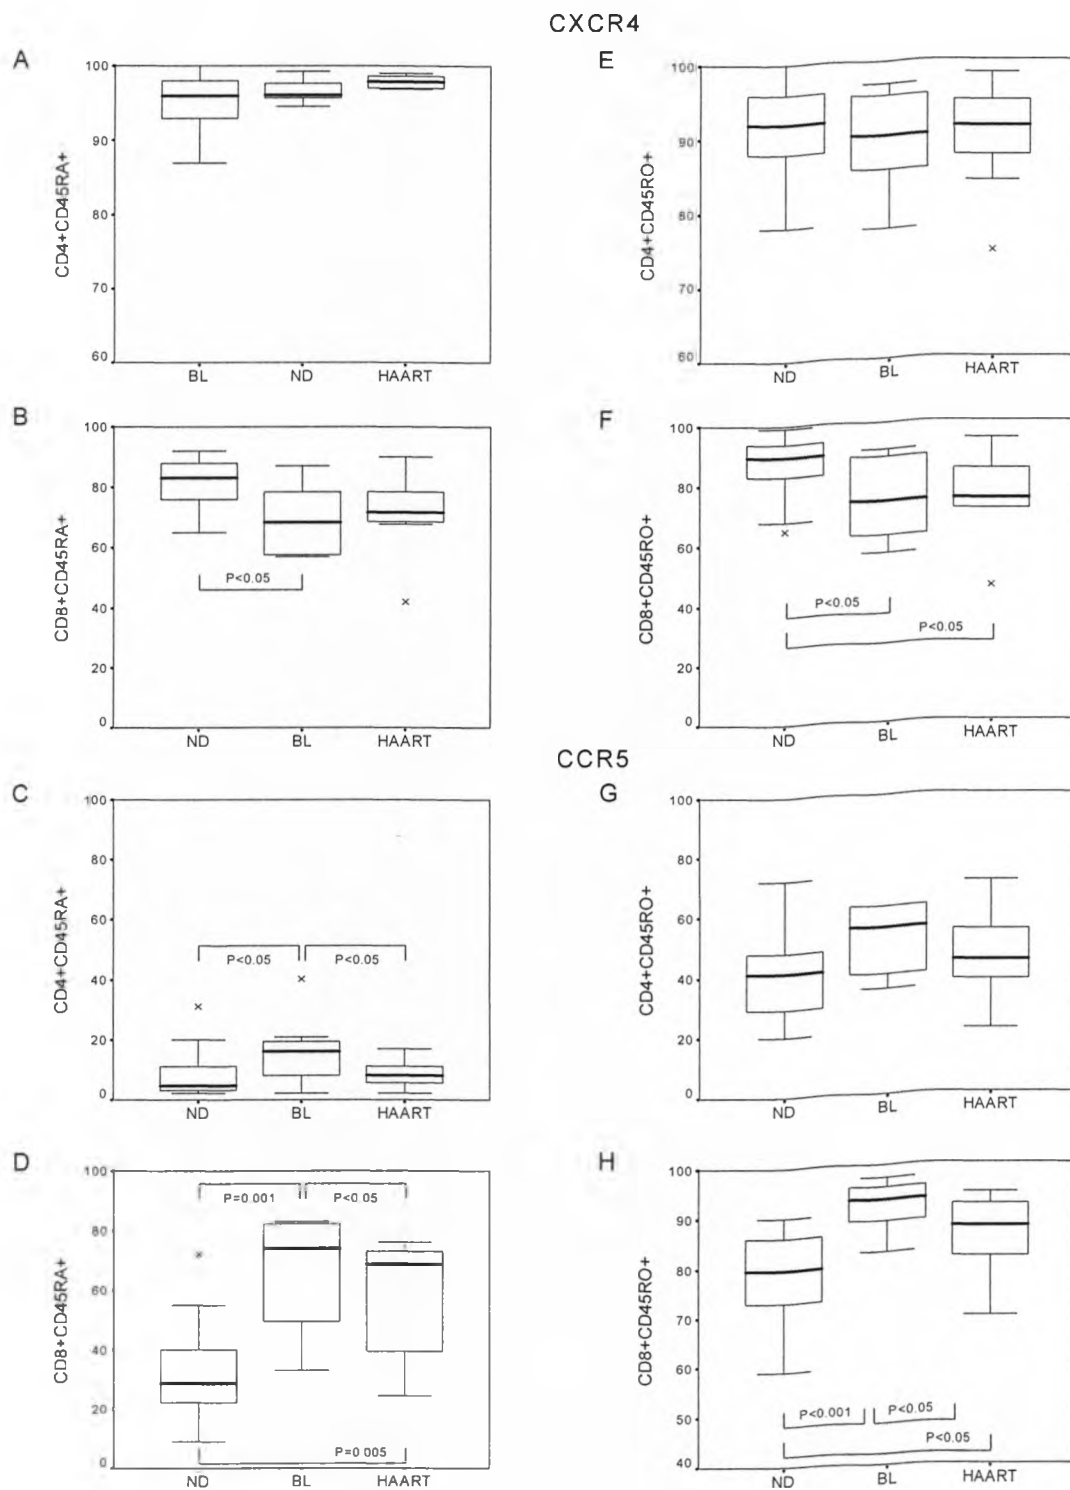 CXCR4
A
100
90
80
70
60
CD4+CD45RA+
BL ND HAART
E
100
90
80
70
60
CD4+CD45RO+
ND BL HAART
B
100
80
60
40
20
0
CD8+CD45RA+
P<0.05
ND BL HAART
F
100
80
60
40
20
0
CD8+CD45RO+
P<0.05
P<0.05
ND BL HAART
CCR5
C
100
80
60
40
20
0
CD4+CD45RA+
P<0.05 P<0.05
ND BL HAART
G
100
80
60
40
20
0
CD4+CD45RO+
ND BL HAART
D
100
80
60
40
20
0
CD8+CD45RA+
P=0.001 P<0.05
P=0.005
ND BL HAART
H
100
90
80
70
60
50
40
CD8+CD45RO+
P<0.001 P<0.05
P<0.05
ND BL HAART